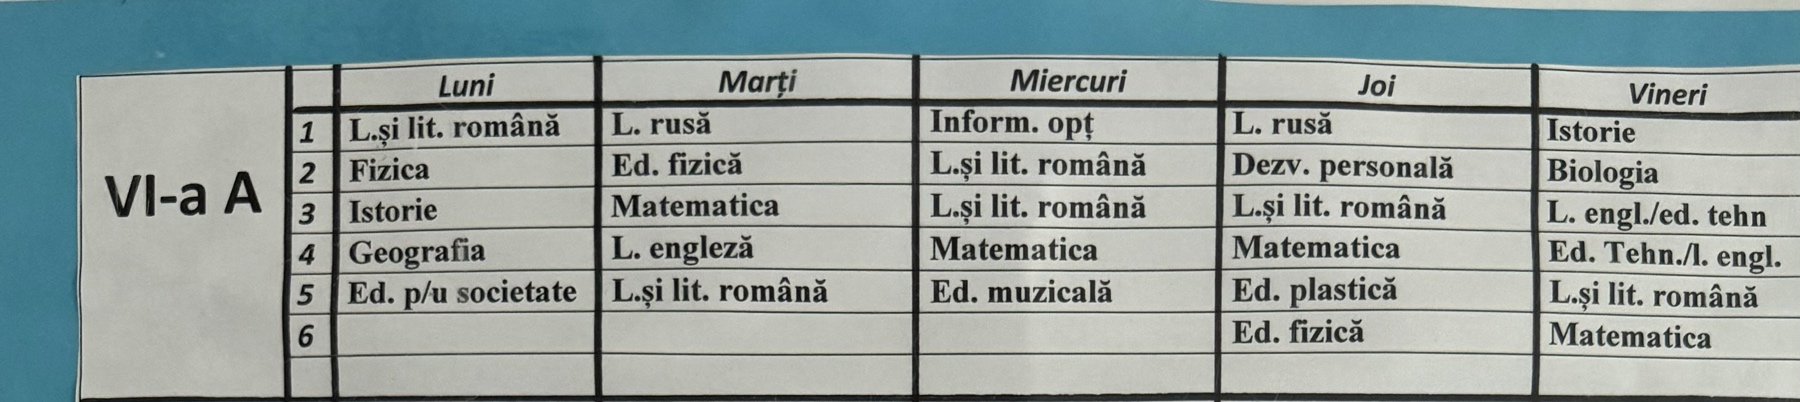 Luni Marți Miercuri Joi Vineri
VI-a A
1 L.și lit. română L. rusă Inform. opț L. rusă Istorie
2 Fizica Ed. fizică L.și lit. română Dezv. personală Biologia
3 Istorie Matematica L.și lit. română L.și lit. română L. engl./ed. tehn
4 Geografia L. engleză Matematica Matematica Ed. Tehn./l. engl.
5 Ed. p/u societate L.și lit. română Ed. muzicală Ed. plastică L.și lit. română
6 Ed. fizică Matematica